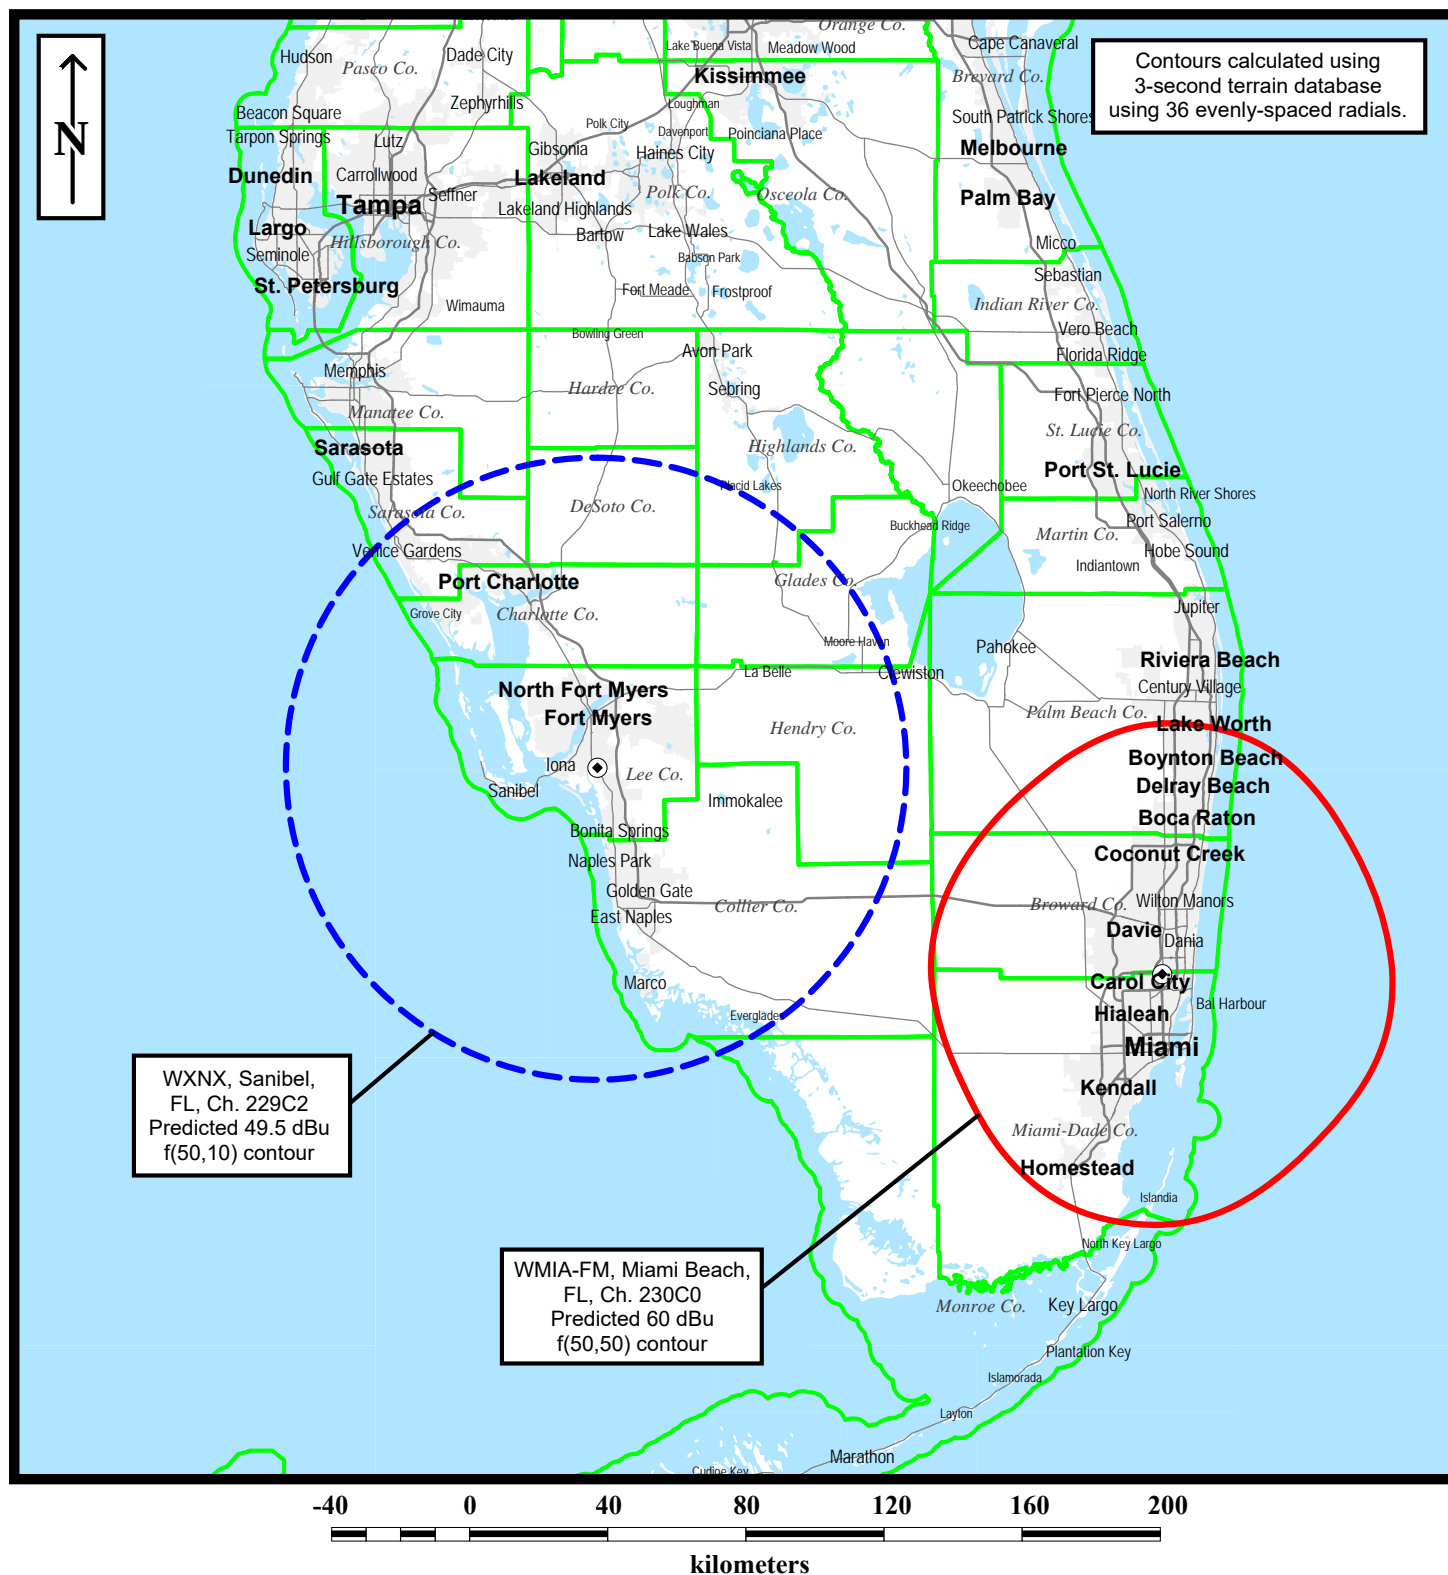 Orange Co.
Hudson
Dade City
Lake Buena Vista
Meadow Wood
Cape Canaveral
Pasco Co.
Kissimmee
Brevard Co.
Contours calculated using
3-second terrain database
using 36 evenly-spaced radials.
N
Beacon Square
Zephyrhills
Loughman
South Patrick Shores
Tarpon Springs
Lutz
Polk City
Davenport
Poinciana Place
Gibsonia
Haines City
Melbourne
Dunedin
Carrollwood
Lakeland
Seffner
Polk Co.
Osceola Co.
Palm Bay
Tampa
Lakeland Highlands
Largo
Hillsborough Co.
Bartow
Lake Wales
Micco
Seminole
Babson Park
Sebastian
St. Petersburg
Fort Meade
Frostproof
Wimauma
Indian River Co.
Bowling Green
Vero Beach
Avon Park
Florida Ridge
Memphis
Hardee Co.
Sebring
Fort Pierce North
Manatee Co.
St. Lucie Co.
Sarasota
Highlands Co.
Port St. Lucie
Gulf Gate Estates
Placid Lakes
Okeechobee
North River Shores
Sarasota Co.
DeSoto Co.
Buckhead Ridge
Port Salerno
Martin Co.
Venice Gardens
Hobe Sound
Indiantown
Port Charlotte
Glades Co.
Grove City
Charlotte Co.
Jupiter
Moore Haven
Pahokee
La Belle
Clewiston
Riviera Beach
North Fort Myers
Century Village
Fort Myers
Palm Beach Co.
Hendry Co.
Lake Worth
Iona
Lee Co.
Boynton Beach
Sanibel
Immokalee
Delray Beach
Bonita Springs
Boca Raton
Naples Park
Coconut Creek
Golden Gate
Collier Co.
Broward Co.
Wilton Manors
East Naples
Davie
Dania
Marco
Carol City
Everglades
Bal Harbour
Hialeah
Miami
WXNX, Sanibel,
FL, Ch. 229C2
Predicted 49.5 dBu
f(50,10) contour
Kendall
Miami-Dade Co.
Homestead
Islandia
North Key Largo
WMIA-FM, Miami Beach,
FL, Ch. 230C0
Predicted 60 dBu
f(50,50) contour
Monroe Co.
Key Largo
Plantation Key
Islamorada
Layton
Marathon
Cudjoe Key
-40 0 40 80 120 160 200
kilometers